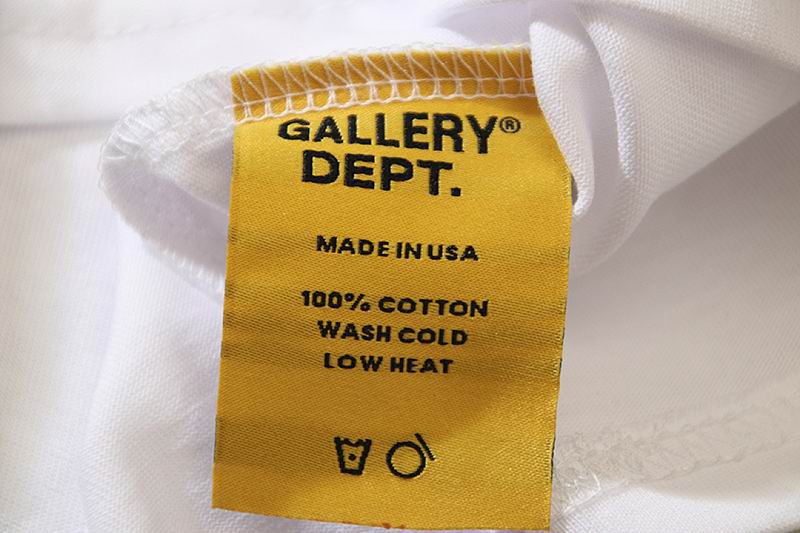 GALLERY®
DEPT.
MADE IN USA
100% COTTON
WASH COLD
LOW HEAT